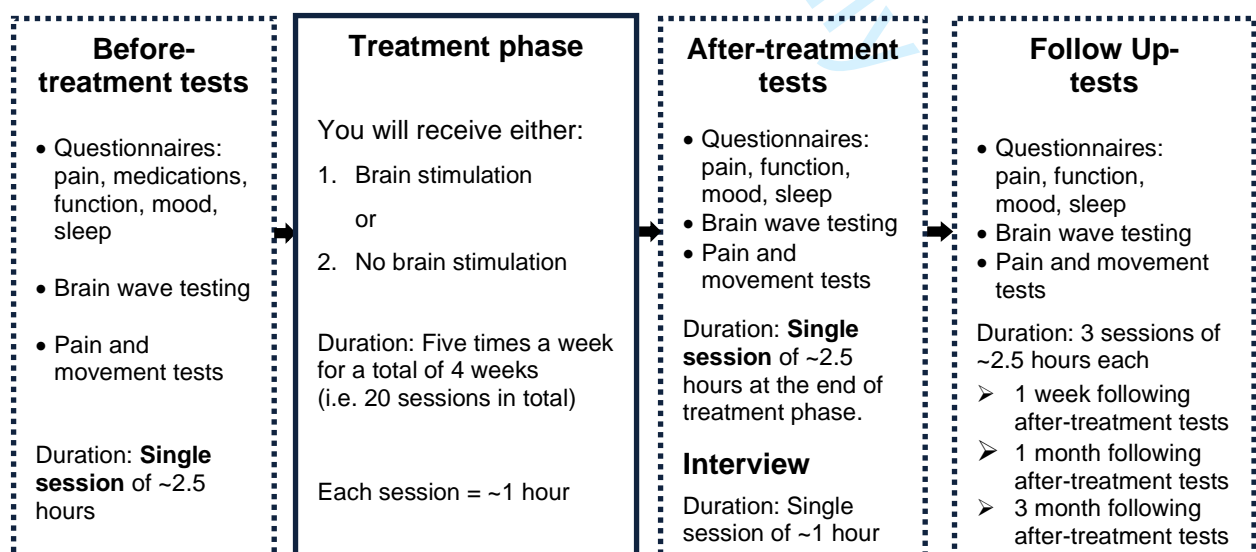 Before-
treatment tests
• Questionnaires:
pain, medications,
function, mood,
sleep
• Brain wave testing
• Pain and
movement tests
Duration: Single
session of ~2.5
hours
Treatment phase
You will receive either:
1. Brain stimulation
or
2. No brain stimulation
Duration: Five times a week
for a total of 4 weeks
(i.e. 20 sessions in total)
Each session = ~1 hour
After-treatment
tests
• Questionnaires:
pain, function,
mood, sleep
• Brain wave testing
• Pain and
movement tests
Duration: Single
session of ~2.5
hours at the end of
treatment phase.
Interview
Duration: Single
session of ~1 hour
Follow Up-
tests
• Questionnaires:
pain, function,
mood, sleep
• Brain wave testing
• Pain and movement
tests
Duration: 3 sessions of
~2.5 hours each
➢ 1 week following
after-treatment tests
➢ 1 month following
after-treatment tests
➢ 3 month following
after-treatment tests